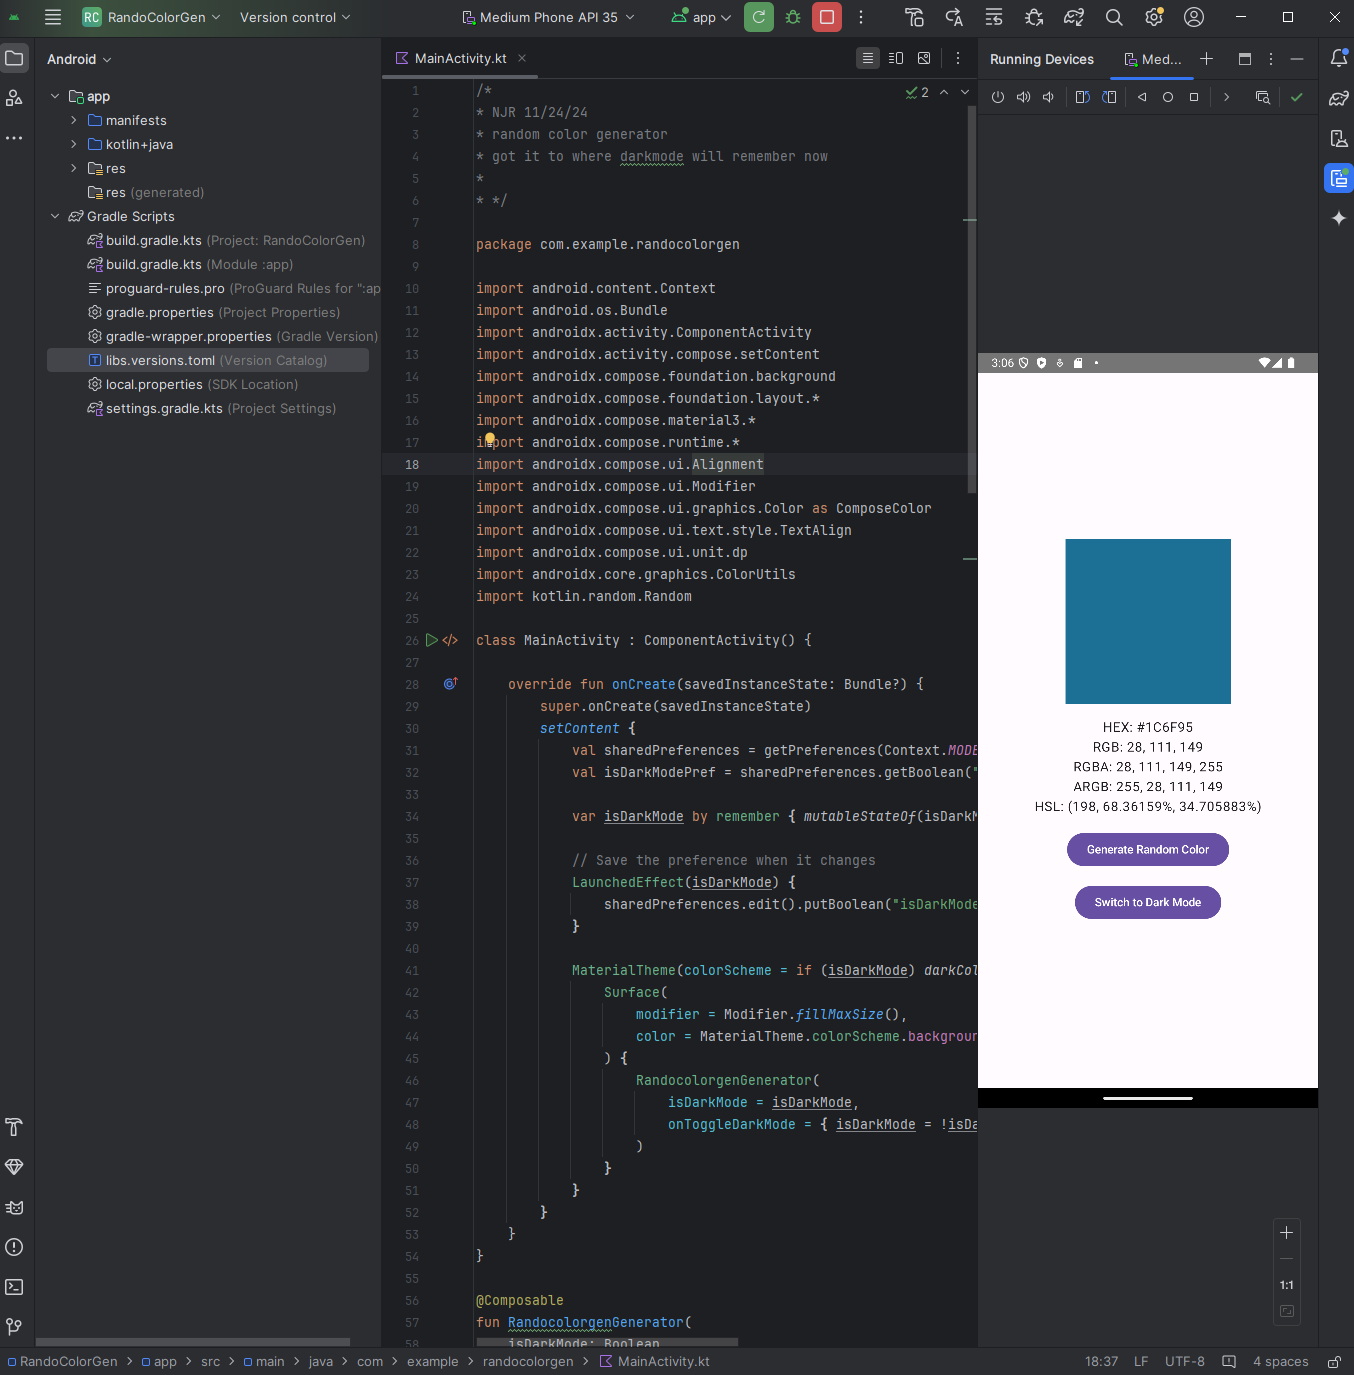 RC RandoColorGen Version control Medium Phone API 35 app
Android
app
manifests
kotlin+java
res
res (generated)
Gradle Scripts
build.gradle.kts (Project: RandoColorGen)
build.gradle.kts (Module :app)
proguard-rules.pro (ProGuard Rules for ":ap
gradle.properties (Project Properties)
gradle-wrapper.properties (Gradle Version)
libs.versions.toml (Version Catalog)
local.properties (SDK Location)
settings.gradle.kts (Project Settings)
MainActivity.kt
2
1 /*
2 * NJR 11/24/24
3 * random color generator
4 * got it to where darkmode will remember now
5 *
6 * */
7
8 package com.example.randocolorgen
9
10 import android.content.Context
11 import android.os.Bundle
12 import androidx.activity.ComponentActivity
13 import androidx.activity.compose.setContent
14 import androidx.compose.foundation.background
15 import androidx.compose.foundation.layout.*
16 import androidx.compose.material3.*
17 import androidx.compose.runtime.*
18 import androidx.compose.ui.Alignment
19 import androidx.compose.ui.Modifier
20 import androidx.compose.ui.graphics.Color as ComposeColor
21 import androidx.compose.ui.text.style.TextAlign
22 import androidx.compose.ui.unit.dp
23 import androidx.core.graphics.ColorUtils
24 import kotlin.random.Random
25
26 class MainActivity : ComponentActivity() {
27
28 override fun onCreate(savedInstanceState: Bundle?) {
29 super.onCreate(savedInstanceState)
30 setContent {
31 val sharedPreferences = getPreferences(Context.MODE
32 val isDarkModePref = sharedPreferences.getBoolean("
33
34 var isDarkMode by remember { mutableStateOf(isDarkM
35
36 // Save the preference when it changes
37 LaunchedEffect(isDarkMode) {
38 sharedPreferences.edit().putBoolean("isDarkMode
39 }
40
41 MaterialTheme(colorScheme = if (isDarkMode) darkCol
42 Surface(
43 modifier = Modifier.fillMaxSize(),
44 color = MaterialTheme.colorScheme.backgroun
45 ) {
46 RandocolorgenGenerator(
47 isDarkMode = isDarkMode,
48 onToggleDarkMode = { isDarkMode = !isDa
49 )
50 }
51 }
52 }
53 }
54 }
55
56 @Composable
57 fun RandocolorgenGenerator(
58 isDarkMode: Boolean
Running Devices Med...
3:06
HEX: #1C6F95
RGB: 28, 111, 149
RGBA: 28, 111, 149, 255
ARGB: 255, 28, 111, 149
HSL: (198, 68.36159%, 34.705883%)
Generate Random Color
Switch to Dark Mode
1:1
RandoColorGen > app > src > main > java > com > example > randocolorgen > MainActivity.kt
18:37 LF UTF-8 4 spaces